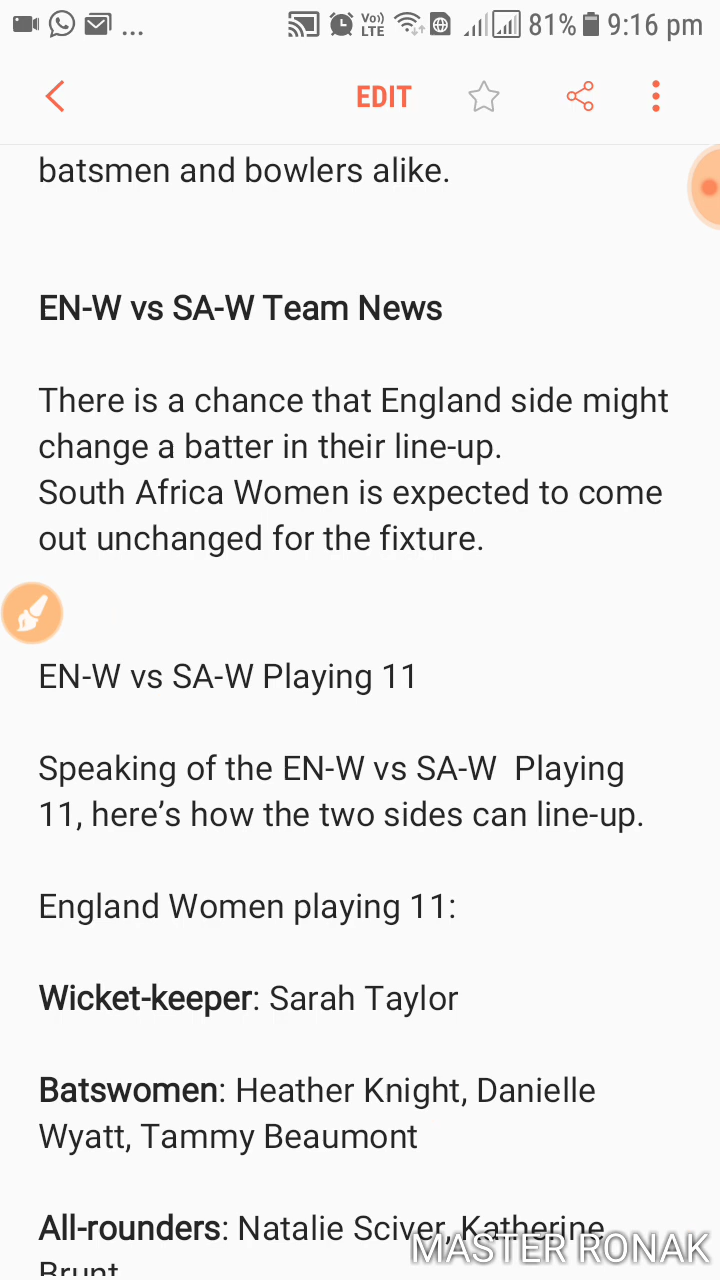 ... Vo)) LTE 81% 9:16 pm
EDIT
batsmen and bowlers alike.
EN-W vs SA-W Team News
There is a chance that England side might
change a batter in their line-up.
South Africa Women is expected to come
out unchanged for the fixture.
EN-W vs SA-W Playing 11
Speaking of the EN-W vs SA-W  Playing
11, here’s how the two sides can line-up.
England Women playing 11:
Wicket-keeper: Sarah Taylor
Batswomen: Heather Knight, Danielle
Wyatt, Tammy Beaumont
All-rounders: Natalie Sciver, Katherine
Brunt
MASTER RONAK